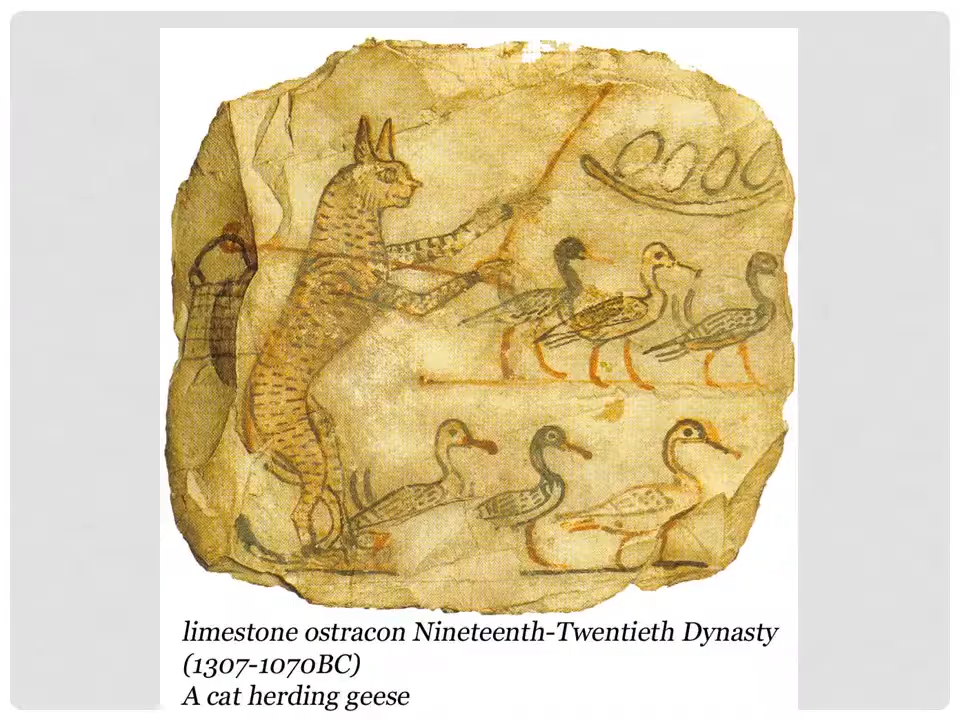 limestone ostracon Nineteenth-Twentieth Dynasty
(1307-1070BC)
A cat herding geese